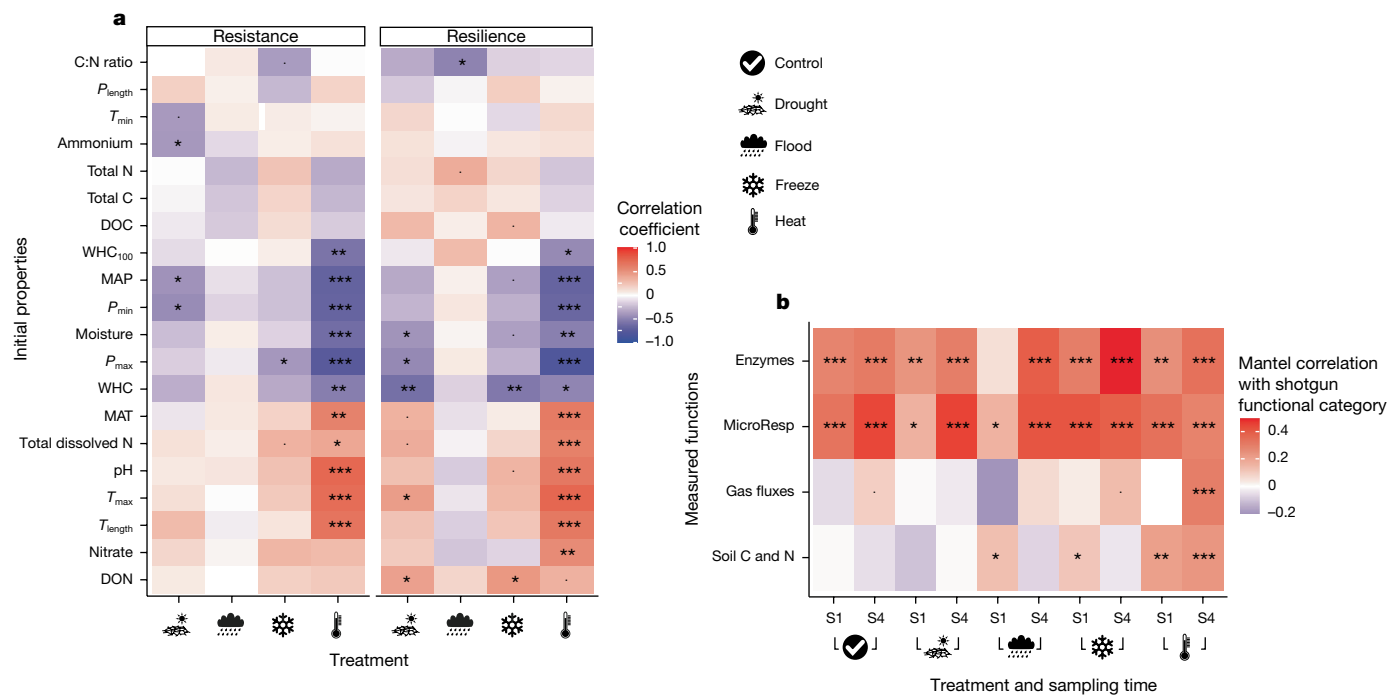 a
Resistance
Resilience
Initial properties
C:N ratio
Plength
Tmin
Ammonium
Total N
Total C
DOC
WHC100
MAP
Pmin
Moisture
Pmax
WHC
MAT
Total dissolved N
pH
Tmax
Tlength
Nitrate
DON
· *
·
* 
·
·
** *
* *** · ***
* *** ***
*** * · **
* *** * ***
** ** ** *
** · ***
· * · ***
*** · ***
*** * ***
*** ***
**
* * ·
Treatment
Correlation
coefficient
1.0
0.5
0
−0.5
−1.0
Control
Drought
Flood
Freeze
Heat
b
Measured functions
Enzymes *** *** ** *** *** *** *** ** ***
MicroResp *** *** * *** * *** *** *** *** ***
Gas fluxes · · ***
Soil C and N * * ** ***
S1 S4 S1 S4 S1 S4 S1 S4 S1 S4
Treatment and sampling time
Mantel correlation
with shotgun
functional category
0.4
0.2
0
−0.2